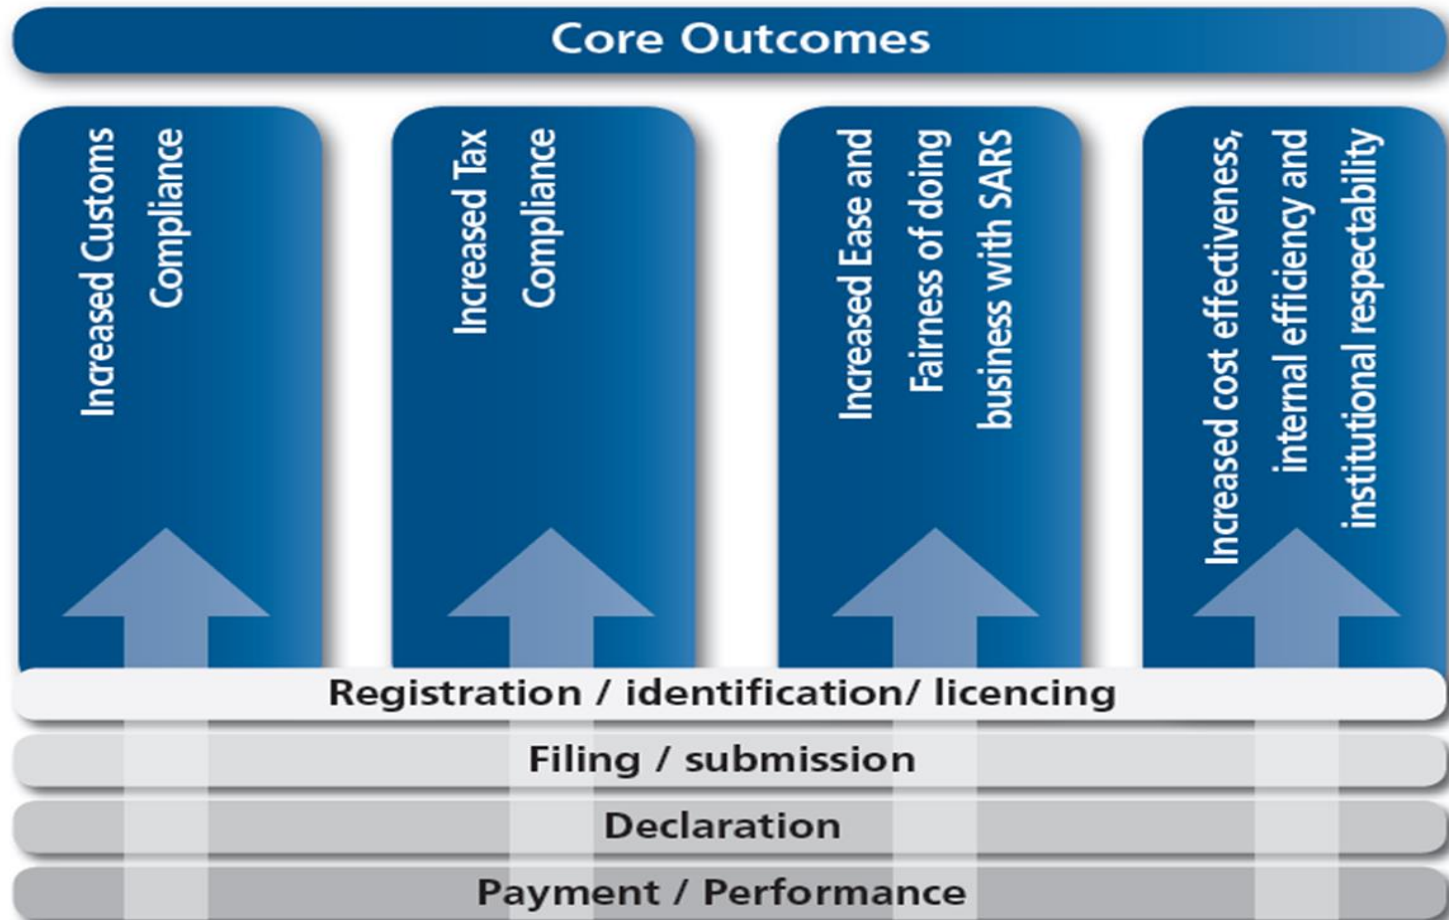 Core Outcomes
Increased Customs
Compliance
Increased Tax
Compliance
Increased Ease and
Fairness of doing
business with SARS
Increased cost effectiveness,
internal efficiency and
institutional respectability
Registration / identification/ licencing
Filing / submission
Declaration
Payment / Performance